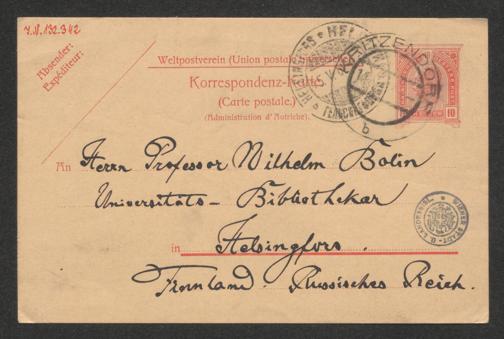 J.N. 132.342
Absender:
Expéditeur:
Weltpostverein (Union postale
Korrespondenz-Karte
(Carte postale.)
(Administration d'Autriche).
KRITZENDORF
b
10
An Herrn Professor Wilhelm Bolin
Universitäts-Bibliothekar
in Helsingfors.
Finnland. Russisches Reich.